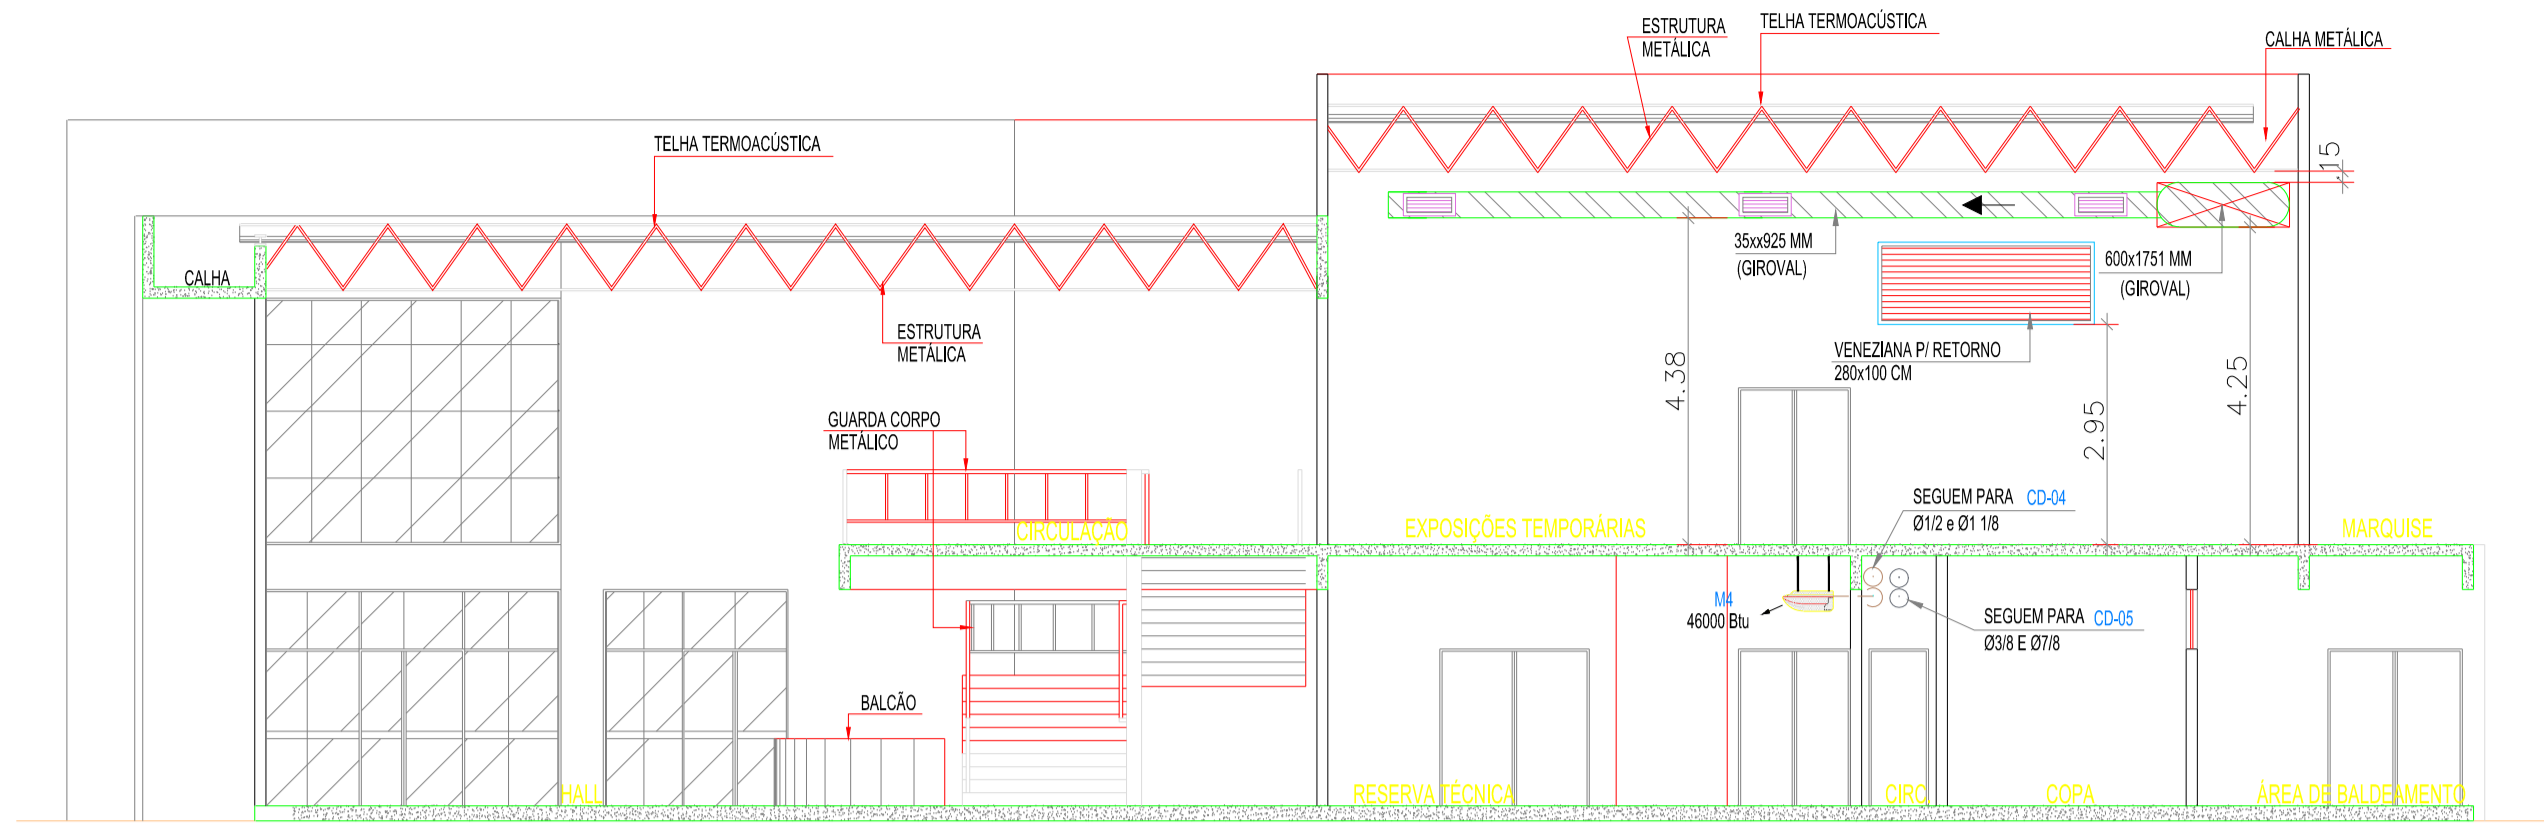 ESTRUTURA
METÁLICA
TELHA TERMOACÚSTICA
CALHA METÁLICA
TELHA TERMOACÚSTICA
15
CALHA
35xx925 MM
(GIROVAL)
600x1751 MM
(GIROVAL)
ESTRUTURA
METÁLICA
VENEZIANA P/ RETORNO
280x100 CM
4.38
4.25
2.95
GUARDA CORPO
METÁLICO
SEGUEM PARA CD-04
Ø1/2 e Ø1 1/8
CIRCULAÇÃO
EXPOSIÇÕES TEMPORÁRIAS
MARQUISE
M4
46000 Btu
SEGUEM PARA CD-05
Ø3/8 E Ø7/8
BALCÃO
HALL
RESERVA TÉCNICA
CIRC.
COPA
ÁREA DE BALDEAMENTO